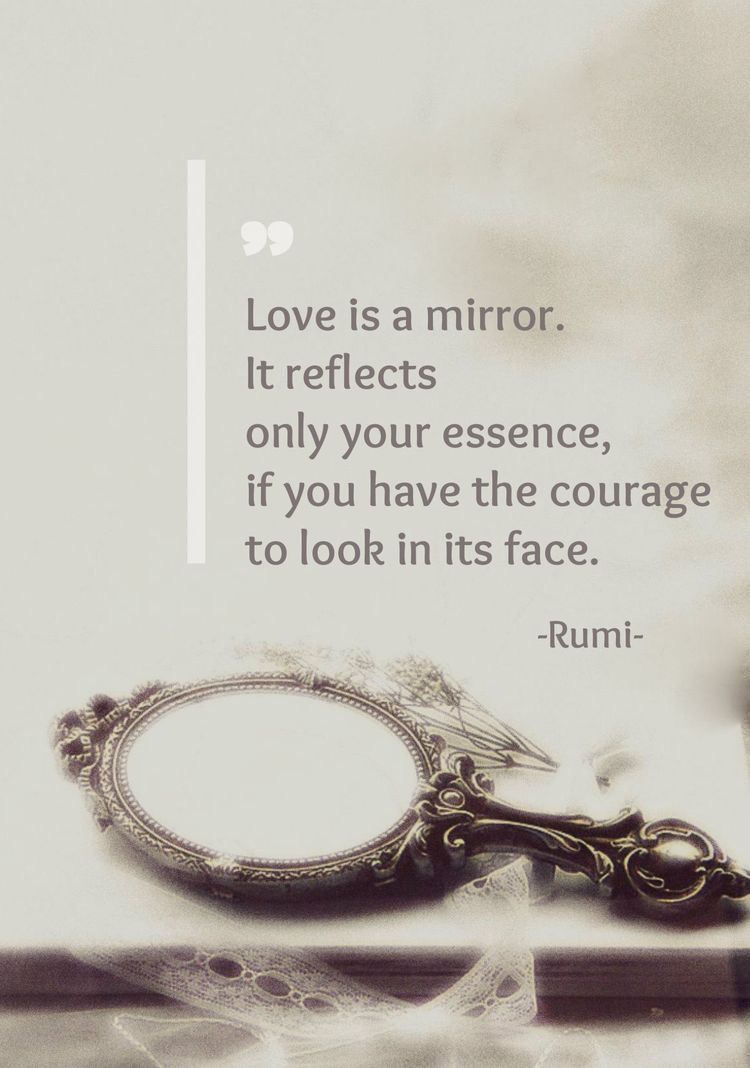 ”
Love is a mirror.
It reflects
only your essence,
if you have the courage
to look in its face.
-Rumi-